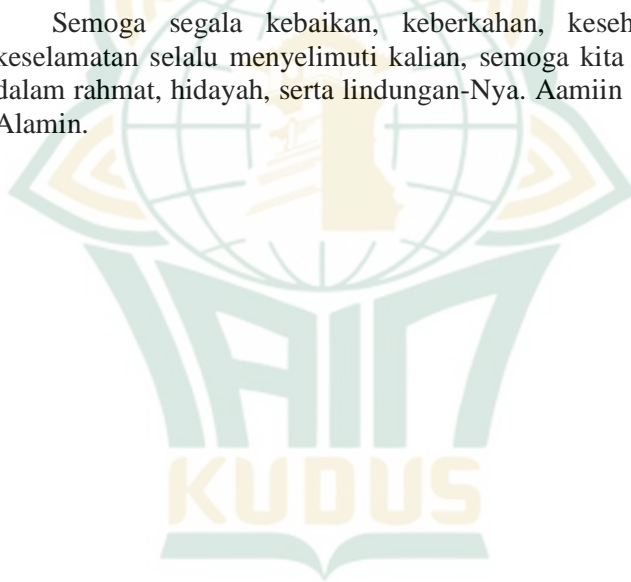 Semoga segala kebaikan, keberkahan,
keselamatan selalu menyelimuti kalian, semoga kita
dalam rahmat, hidayah, serta lindungan-Nya. Aamiin
Alamin.
IAIN
KUDUS